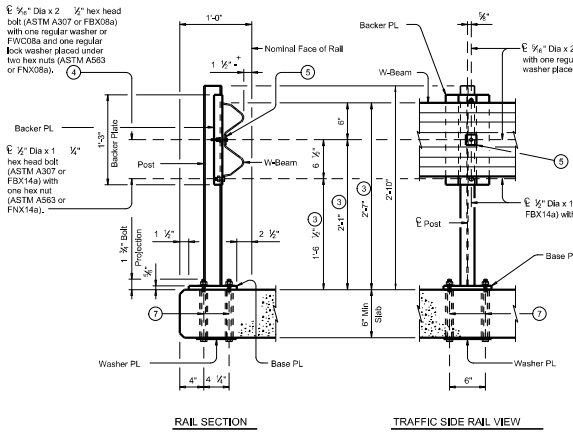 ℄ 5/16" Dia x 2 ½" hex head
bolt (ASTM A307 or FBX08a)
with one regular washer or
FWC08a and one regular
lock washer placed under
two hex nuts (ASTM A563
or FNX08a).
4
Backer PL
℄ ½" Dia x 1 ¼"
hex head bolt
(ASTM A307 or
FBX14a) with
one hex nut
(ASTM A563 or
FNX14a).
1'-0"
1 ½" -+
Nominal Face of Rail
5
1'-3"
Backer Plate
Post
W-Beam
6"
6 ½"
1'-6 ½" 3
2'-1" 3
2'-7" 3
2'-10"
1 ¾" Bolt
Projection
5/8"
1 ½"
2 ½"
7
6" Min
Slab
Washer PL
Base PL
4"
4 ¼"
RAIL SECTION
5/8"
Backer PL
℄ 5/16" Dia x 2
with one regu
washer place
W-Beam
5
℄ ½" Dia x 1
FBX14a) wit
℄ Post
Base P
7
Washer PL
6"
TRAFFIC SIDE RAIL VIEW